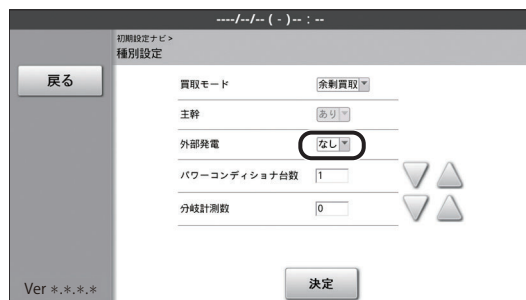 ----/--/-- ( - )-- : --
初期設定ナビ>
種別設定
戻る
買取モード 余剰買取
主幹 あり
外部発電 なし
パワーコンディショナ台数 1
分岐計測数 0
決定
Ver *.*.*.*